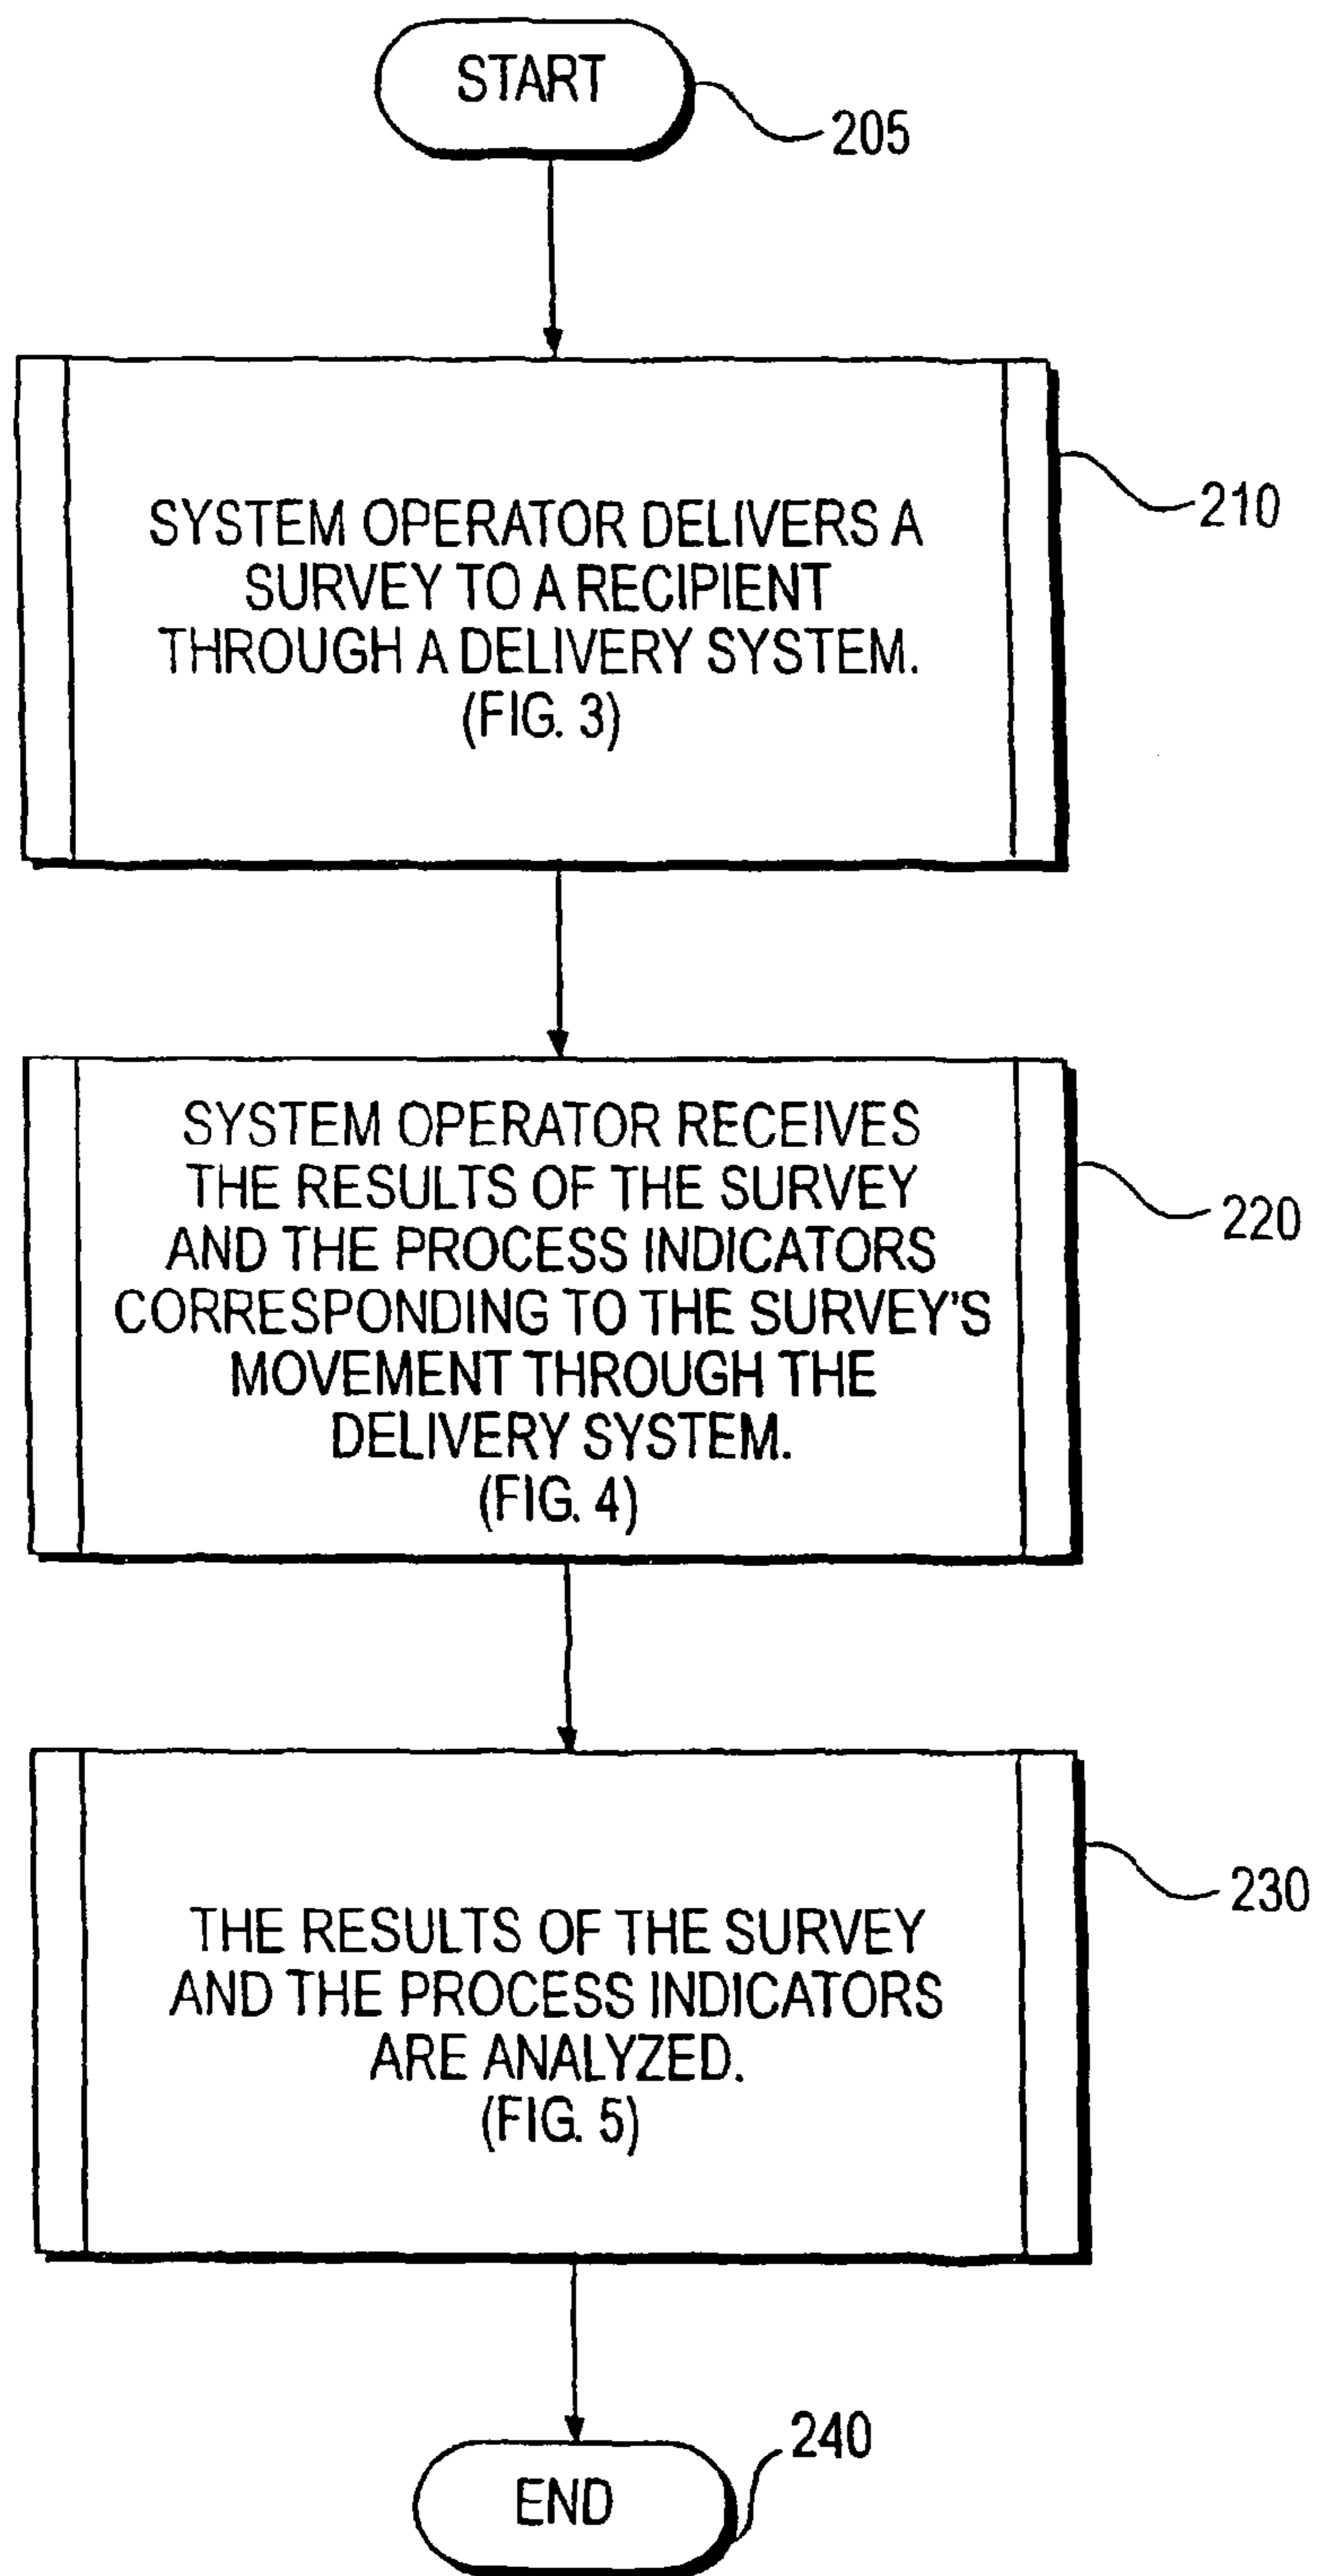 START
205
SYSTEM OPERATOR DELIVERS A
SURVEY TO A RECIPIENT
THROUGH A DELIVERY SYSTEM.
(FIG. 3)
210
SYSTEM OPERATOR RECEIVES
THE RESULTS OF THE SURVEY
AND THE PROCESS INDICATORS
CORRESPONDING TO THE SURVEY'S
MOVEMENT THROUGH THE
DELIVERY SYSTEM.
(FIG. 4)
220
THE RESULTS OF THE SURVEY
AND THE PROCESS INDICATORS
ARE ANALYZED.
(FIG. 5)
230
END
240